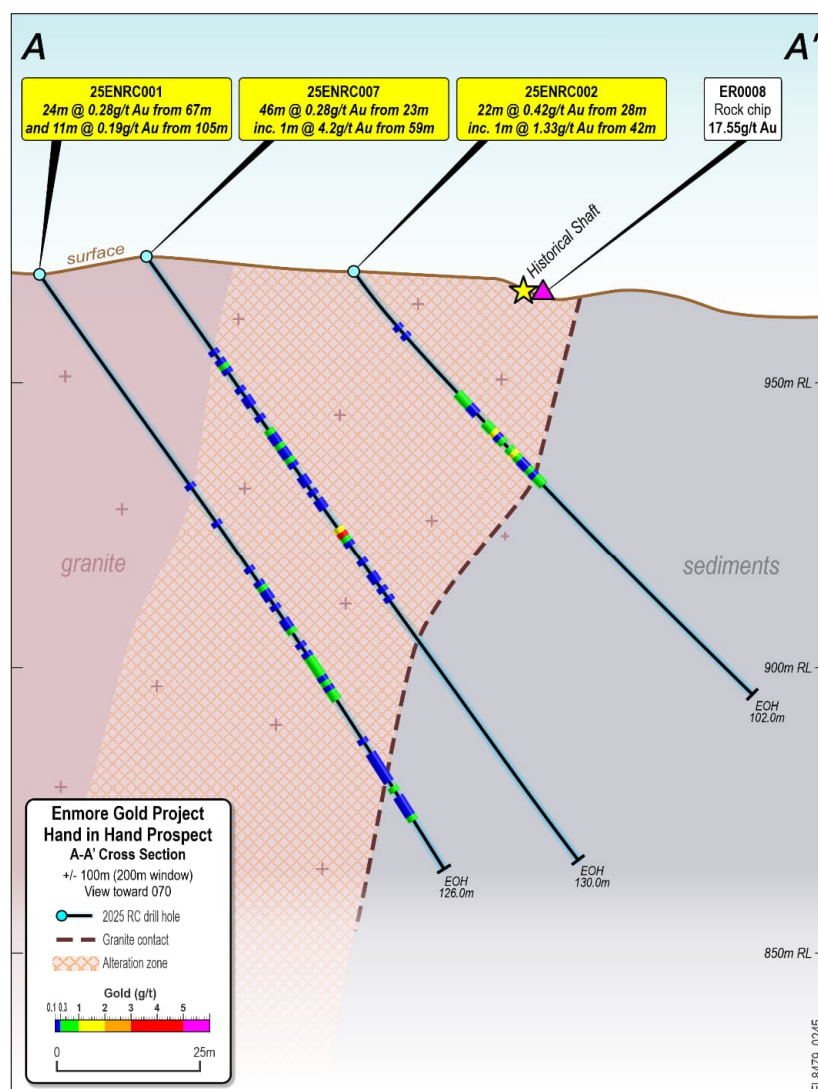 A
A'
25ENRC001
24m @ 0.28g/t Au from 67m
and 11m @ 0.19g/t Au from 105m
25ENRC007
46m @ 0.28g/t Au from 23m
inc. 1m @ 4.2g/t Au from 59m
25ENRC002
22m @ 0.42g/t Au from 28m
inc. 1m @ 1.33g/t Au from 42m
ER0008
Rock chip
17.55g/t Au
surface
Historical Shaft
950m RL
granite
sediments
900m RL
EOH
102.0m
EOH
126.0m
EOH
130.0m
850m RL
Enmore Gold Project
Hand in Hand Prospect
A-A' Cross Section
+/- 100m (200m window)
View toward 070
2025 RC drill hole
Granite contact
Alteration zone
Gold (g/t)
0.1 0.3 1 2 3 4 5
0 25m